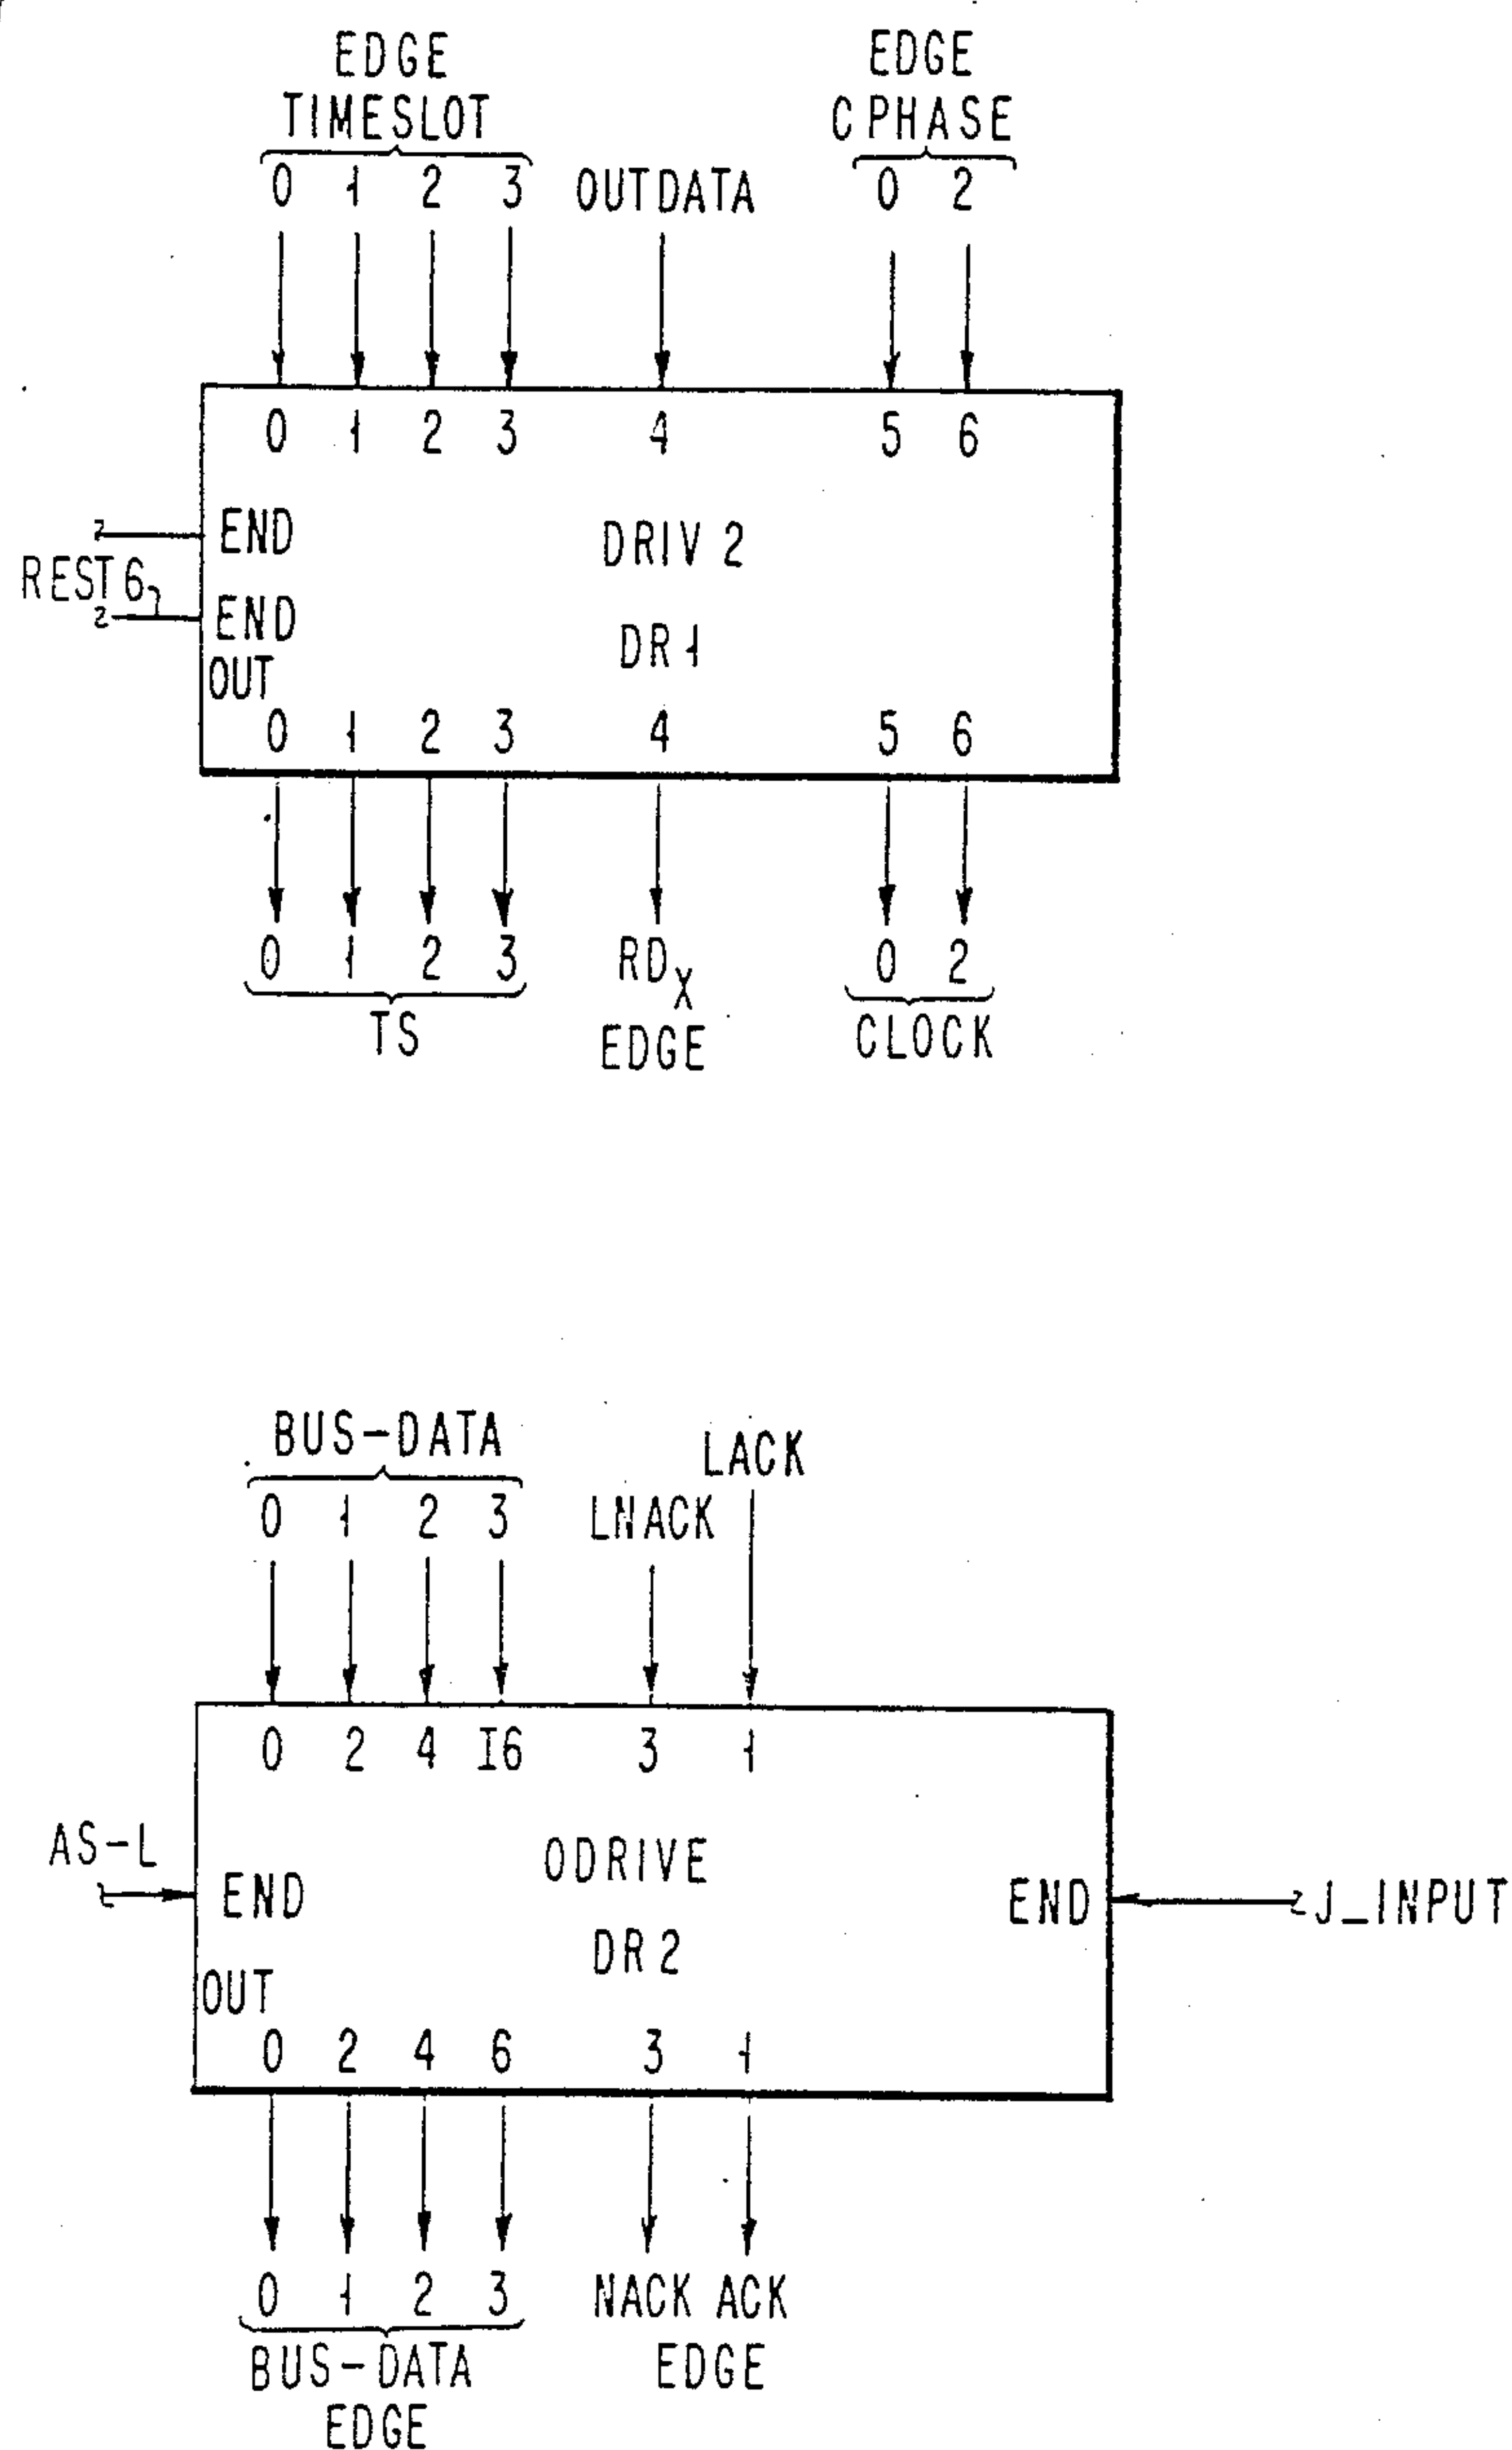 EDGE
TIMESLOT
0 1 2 3
OUTDATA
EDGE
CPHASE
0 2
0 1 2 3 4 5 6
END
REST6
END
DRIV 2
DR1
OUT
0 1 2 3 4 5 6
0 1 2 3
TS
RDX
EDGE
0 2
CLOCK
BUS-DATA
0 1 2 3
LNACK
LACK
0 2 4 I6 3 1
AS-L
END
ODRIVE
DR2
END
J_INPUT
OUT
0 2 4 6 3 1
0 1 2 3
BUS-DATA
EDGE
NACK ACK
EDGE